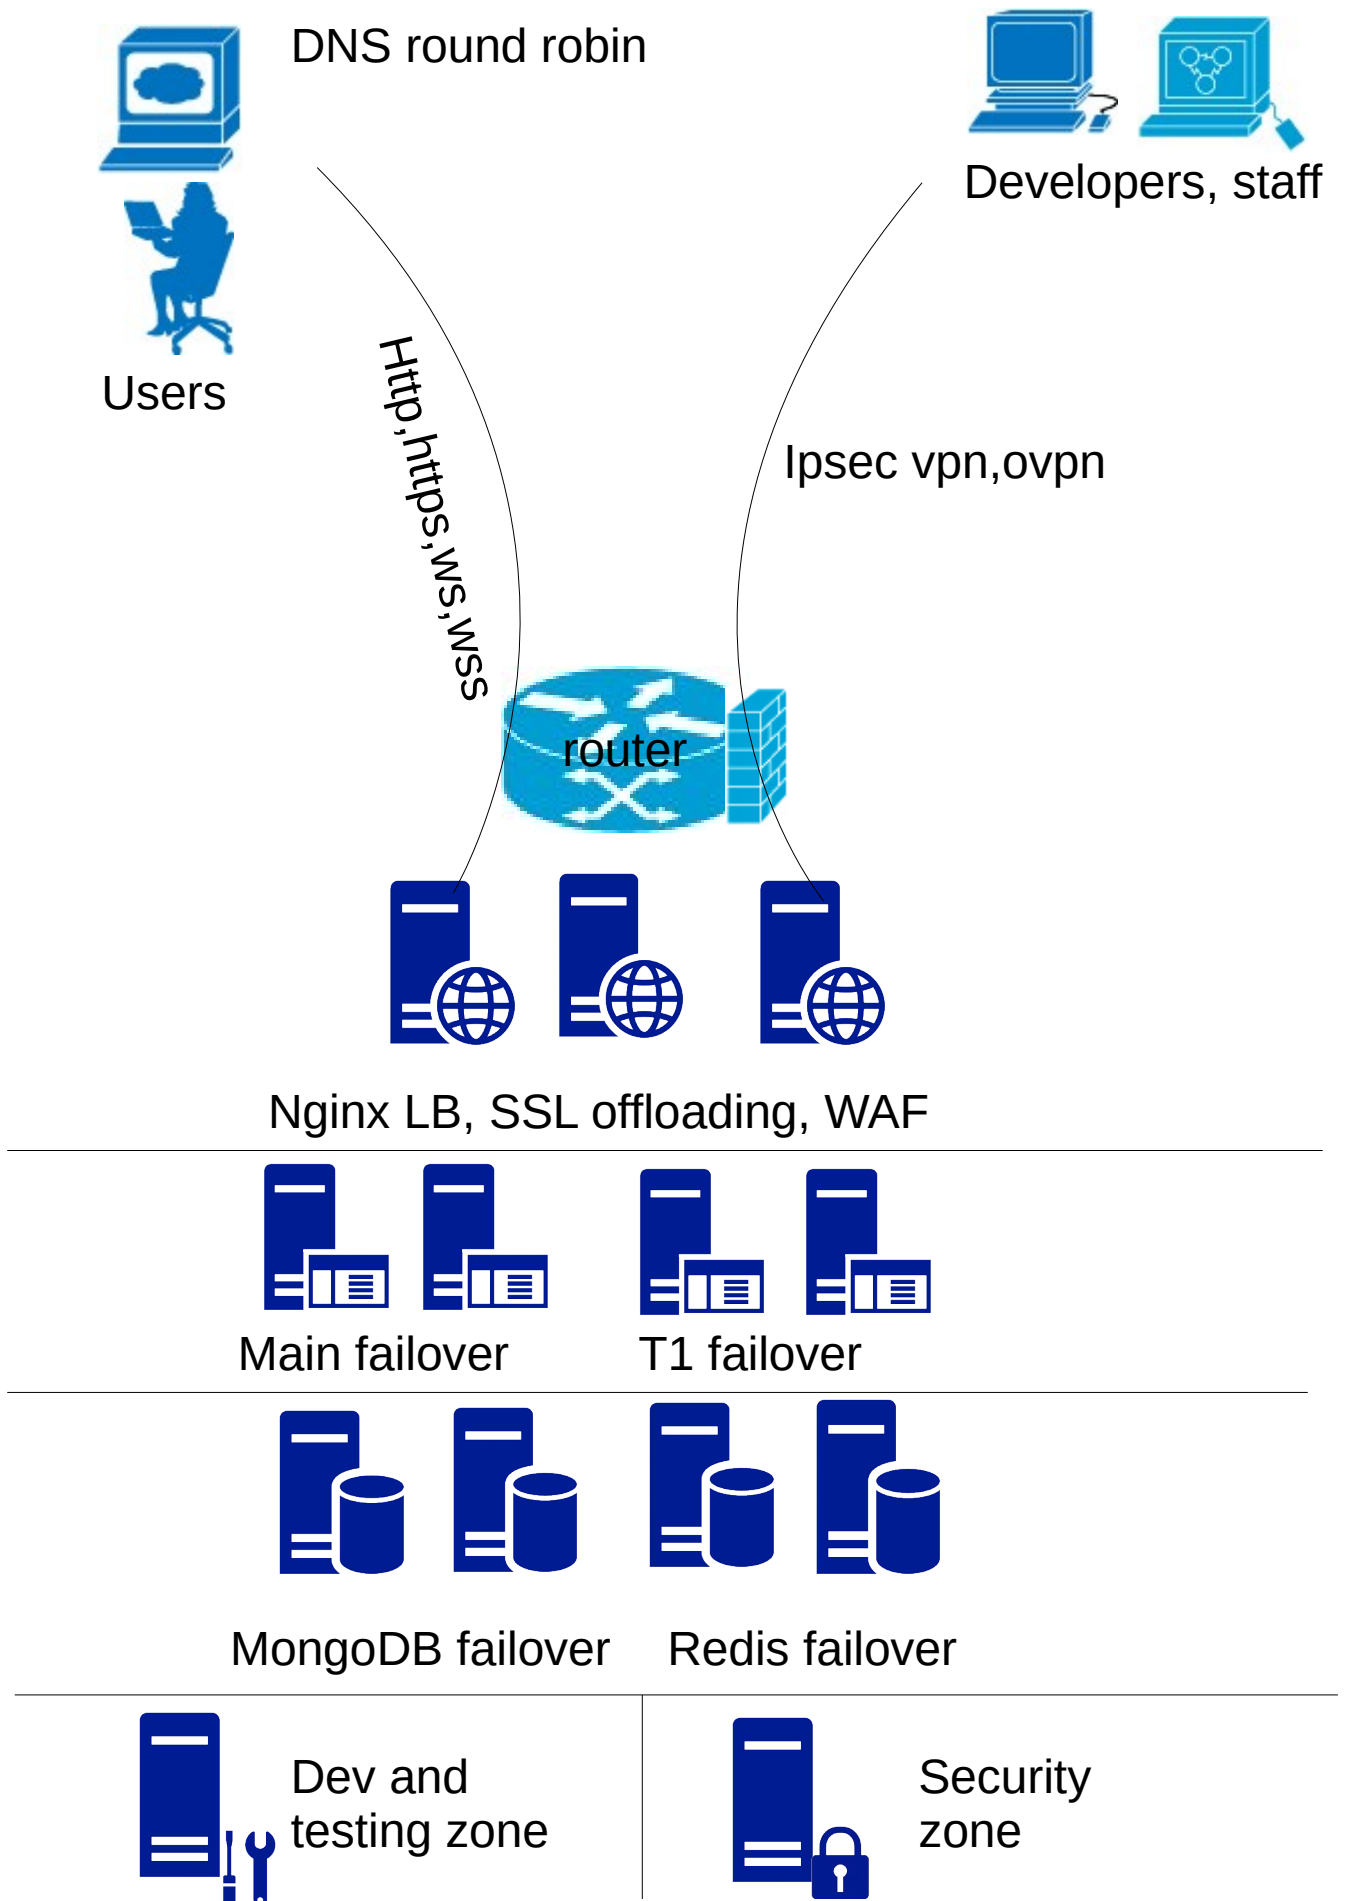 DNS round robin
Developers, staff
Users
Http,https,ws,wss
Ipsec vpn,ovpn
router
Nginx LB, SSL offloading, WAF
Main failover
T1 failover
MongoDB failover
Redis failover
Dev and
testing zone
Security
zone